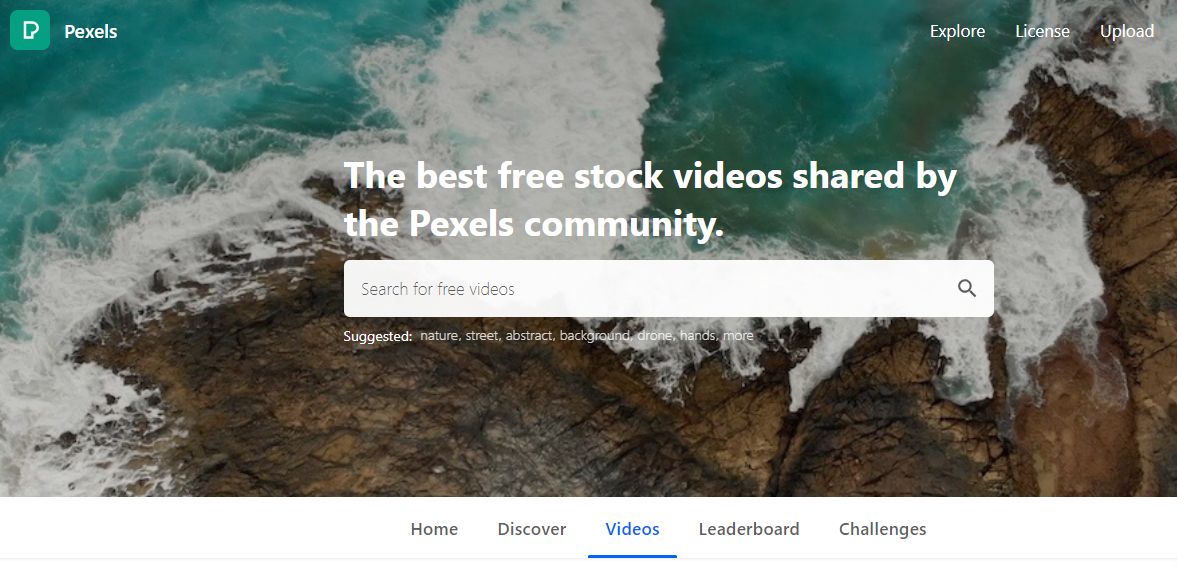 Pexels
Explore License Upload
The best free stock videos shared by
the Pexels community.
Search for free videos
Suggested: nature, street, abstract, background, drone, hands, more
Home Discover Videos Leaderboard Challenges